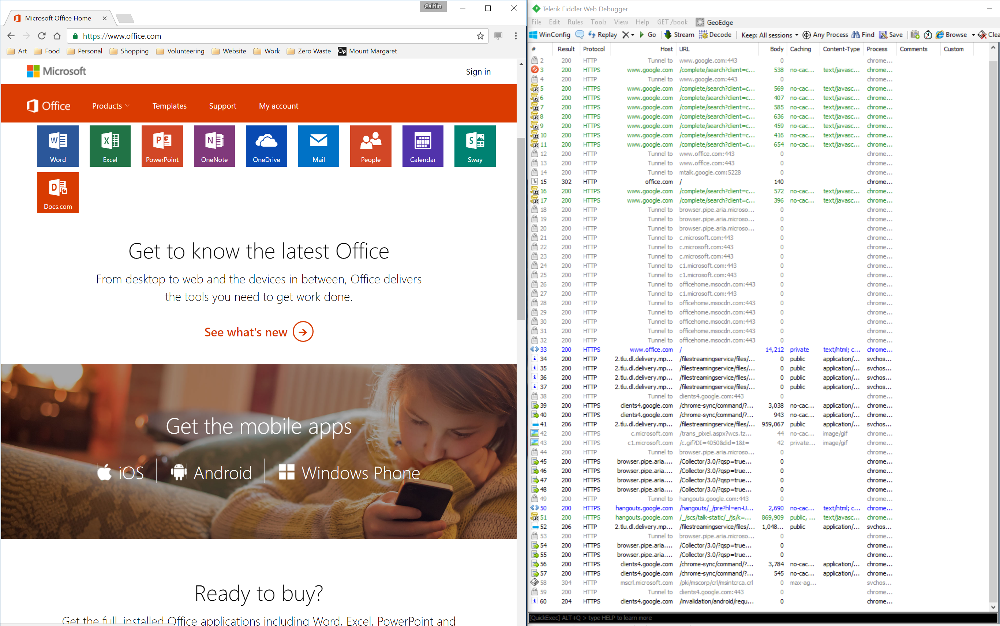 Caitlin
Microsoft Office Home
https://www.office.com
Art Food Personal Shopping Volunteering Website Work Zero Waste Op Mount Margaret
Microsoft
Sign in
Office Products Templates Support My account
Word Excel PowerPoint OneNote OneDrive Mail People Calendar Sway
Docs.com
Get to know the latest Office
From desktop to web and the devices in between, Office delivers
the tools you need to get work done.
See what's new
Get the mobile apps
iOS Android Windows Phone
Ready to buy?
Get the full, installed Office applications including Word, Excel, PowerPoint and
Telerik Fiddler Web Debugger
File Edit Rules Tools View Help GET /book GeoEdge
WinConfig Replay Go Stream Decode Keep: All sessions Any Process Find Save Browse Clea
# Result Protocol Host URL Body Caching Content-Type Process Comments Custom
2 200 HTTP Tunnel to www.google.com:443 0 chrome...
3 200 HTTPS www.google.com /complete/search?client=c... 538 no-cac... text/javasc... chrome...
4 200 HTTP Tunnel to www.google.com:443 0 chrome...
5 200 HTTPS www.google.com /complete/search?client=c... 569 no-cac... text/javasc... chrome...
6 200 HTTPS www.google.com /complete/search?client=c... 407 no-cac... text/javasc... chrome...
7 200 HTTPS www.google.com /complete/search?client=c... 585 no-cac... text/javasc... chrome...
8 200 HTTPS www.google.com /complete/search?client=c... 636 no-cac... text/javasc... chrome...
9 200 HTTPS www.google.com /complete/search?client=c... 459 no-cac... text/javasc... chrome...
10 200 HTTPS www.google.com /complete/search?client=c... 416 no-cac... text/javasc... chrome...
11 200 HTTPS www.google.com /complete/search?client=c... 654 no-cac... text/javasc... chrome...
12 200 HTTP Tunnel to www.office.com:443 0 chrome...
13 200 HTTP Tunnel to www.office.com:443 0 chrome...
14 200 HTTP Tunnel to mtalk.google.com:5228 0 chrome...
15 302 HTTP office.com / 140 chrome...
16 200 HTTPS www.google.com /complete/search?client=c... 572 no-cac... text/javasc... chrome...
17 200 HTTPS www.google.com /complete/search?client=c... 396 no-cac... text/javasc... chrome...
18 200 HTTP Tunnel to browser.pipe.aria.microso... 0 chrome...
19 200 HTTP Tunnel to browser.pipe.aria.microso... 0 chrome...
20 200 HTTP Tunnel to browser.pipe.aria.microso... 0 chrome...
21 200 HTTP Tunnel to c.microsoft.com:443 0 chrome...
22 200 HTTP Tunnel to c.microsoft.com:443 0 chrome...
23 200 HTTP Tunnel to c.microsoft.com:443 0 chrome...
24 200 HTTP Tunnel to c1.microsoft.com:443 0 chrome...
25 200 HTTP Tunnel to c1.microsoft.com:443 0 chrome...
26 200 HTTP Tunnel to officehome.msocdn.com:443 0 chrome...
27 200 HTTP Tunnel to c1.microsoft.com:443 0 chrome...
28 200 HTTP Tunnel to officehome.msocdn.com:443 0 chrome...
29 200 HTTP Tunnel to officehome.msocdn.com:443 0 chrome...
30 200 HTTP Tunnel to officehome.msocdn.com:443 0 chrome...
31 200 HTTP Tunnel to officehome.msocdn.com:443 0 chrome...
32 200 HTTP Tunnel to officehome.msocdn.com:443 0 chrome...
33 200 HTTPS www.office.com / 14,212 private text/html; c... chrome...
34 200 HTTP 2.tlu.dl.delivery.mp... /filestreamingservice/files/... 0 public application/... svchos...
35 200 HTTP 2.tlu.dl.delivery.mp... /filestreamingservice/files/... 0 public application/... svchos...
36 200 HTTP 2.tlu.dl.delivery.mp... /filestreamingservice/files/... 0 public application/... svchos...
37 200 HTTP 2.tlu.dl.delivery.mp... /filestreamingservice/files/... 0 public application/... svchos...
38 200 HTTP Tunnel to clients4.google.com:443 0 chrome...
39 200 HTTPS clients4.google.com /chrome-sync/command/?... 3,038 no-cac... application/... chrome...
40 200 HTTPS clients4.google.com /chrome-sync/command/?... 943 no-cac... application/... chrome...
41 206 HTTP 2.tlu.dl.delivery.mp... /filestreamingservice/files/... 959,067 public application/... svchos...
42 200 HTTPS c.microsoft.com /trans_pixel.aspx?wcs.tz... 44 no-cac... image/gif chrome...
43 200 HTTPS c1.microsoft.com /c.gif?DI=4050&did=1&t= 42 private... image/gif chrome...
44 200 HTTP Tunnel to browser.pipe.aria.microso... 0 chrome...
45 200 HTTPS browser.pipe.aria.... /Collector/3.0/?qsp=true... 0 chrome...
46 200 HTTPS browser.pipe.aria.... /Collector/3.0/?qsp=true... 0 chrome...
47 200 HTTPS browser.pipe.aria.... /Collector/3.0/?qsp=true... 0 chrome...
48 200 HTTPS browser.pipe.aria.... /Collector/3.0/?qsp=true... 0 chrome...
49 200 HTTP Tunnel to hangouts.google.com:443 0 chrome...
50 200 HTTPS hangouts.google.com /hangouts/_/pre?hl=en-U... 2,690 no-cac... text/html; c... chrome...
51 200 HTTPS hangouts.google.com /_/scs/talk-static/_/js/k=... 869,909 public, ... text/javasc... chrome...
52 206 HTTP 2.tlu.dl.delivery.mp... /filestreamingservice/files/... 1,048... public application/... svchos...
53 200 HTTP Tunnel to browser.pipe.aria.microso... 0 chrome...
54 200 HTTPS browser.pipe.aria.... /Collector/3.0/?qsp=true... 0 chrome...
55 200 HTTPS browser.pipe.aria.... /Collector/3.0/?qsp=true... 0 chrome...
56 200 HTTPS clients4.google.com /chrome-sync/command/?... 3,784 no-cac... application/... chrome...
57 200 HTTPS clients4.google.com /chrome-sync/command/?... 545 no-cac... application/... chrome...
58 304 HTTP mscrl.microsoft.com /pki/mscorp/crl/msintcrca.crl 0 max-ag... svchos...
59 200 HTTP Tunnel to clients4.google.com:443 0 chrome...
60 204 HTTPS clients4.google.com /invalidation/android/requ... 0 chrome...
[QuickExec] ALT+Q > type HELP to learn more